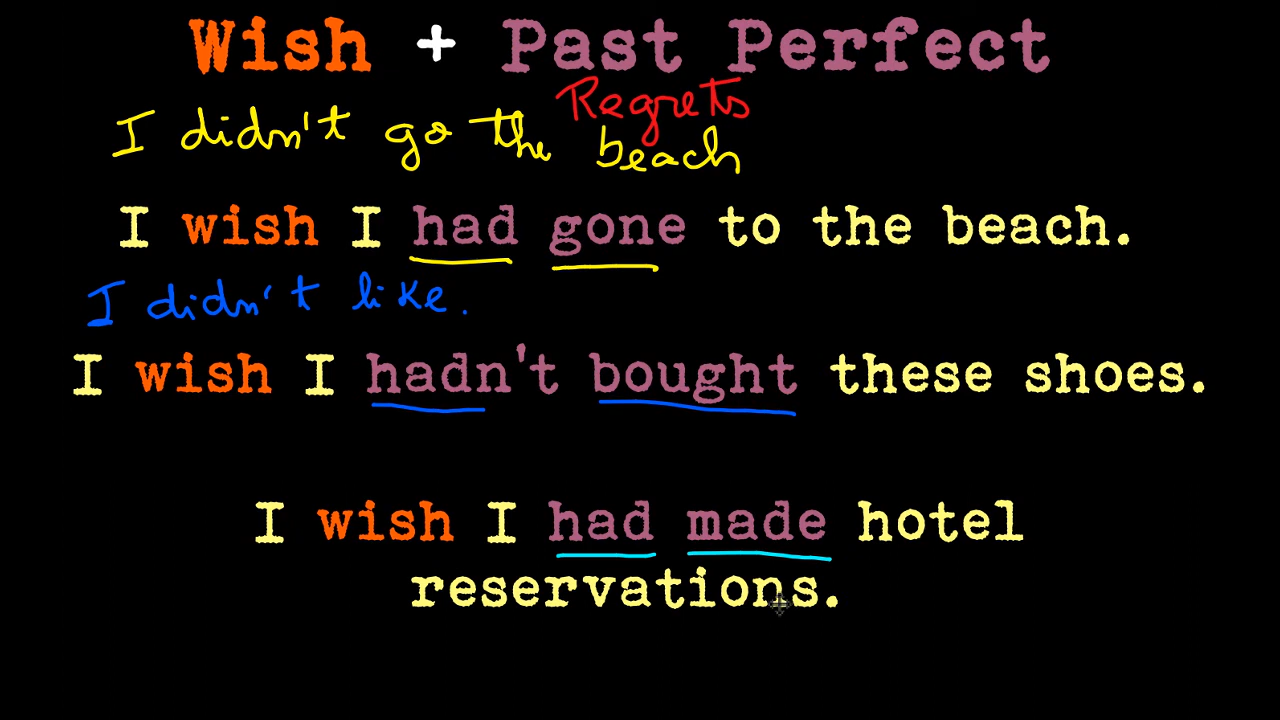 Wish + Past Perfect
Regrets
I didn't go the beach
I wish I had gone to the beach.
I didn't like.
I wish I hadn't bought these shoes.
I wish I had made hotel
reservations.